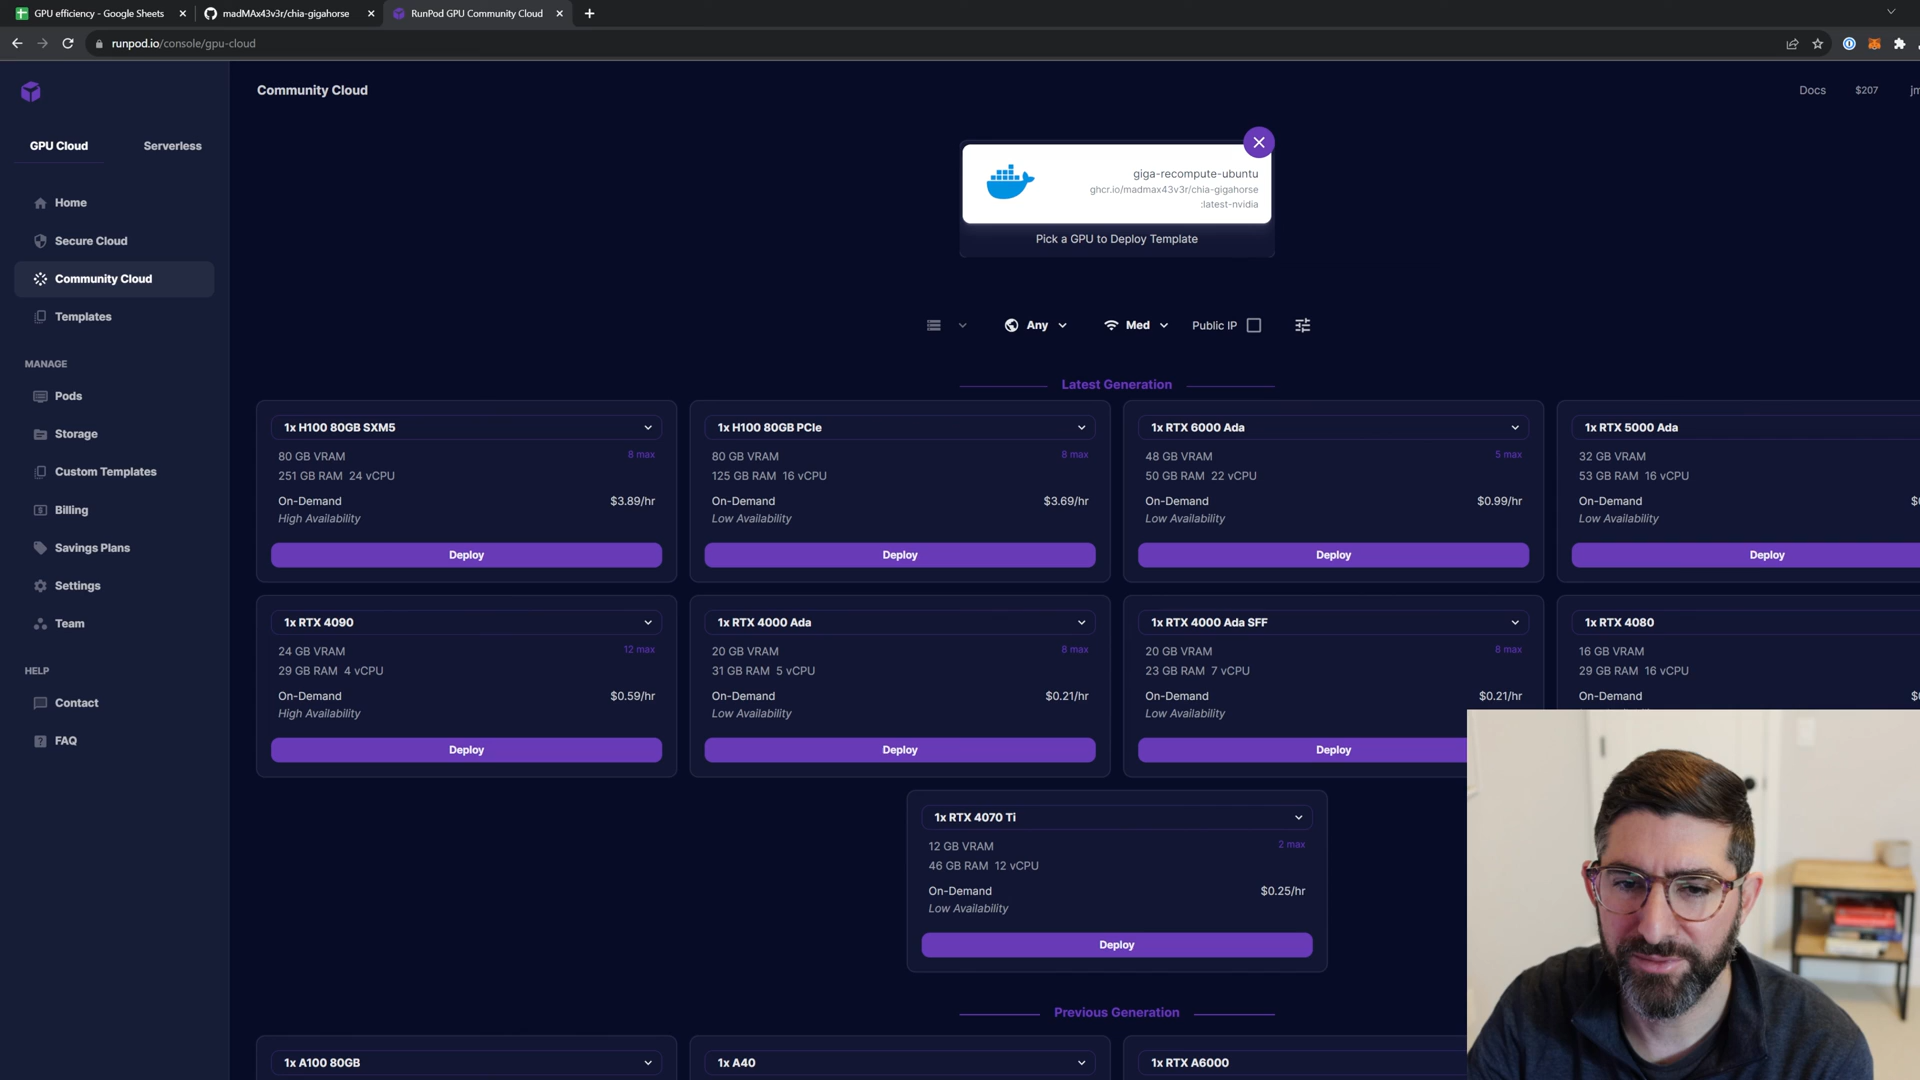 GPU efficiency - Google Sheets
madMAx43v3r/chia-gigahorse
RunPod GPU Community Cloud
runpod.io/console/gpu-cloud
Community Cloud
Docs
$207
jm
GPU Cloud
Serverless
Home
Secure Cloud
Community Cloud
Templates
MANAGE
Pods
Storage
Custom Templates
Billing
Savings Plans
Settings
Team
HELP
Contact
FAQ
giga-recompute-ubuntu
ghcr.io/madmax43v3r/chia-gigahorse
:latest-nvidia
Pick a GPU to Deploy Template
Any
Med
Public IP
Latest Generation
1x H100 80GB SXM5
80 GB VRAM
8 max
251 GB RAM 24 vCPU
On-Demand
$3.89/hr
High Availability
Deploy
1x H100 80GB PCIe
80 GB VRAM
8 max
125 GB RAM 16 vCPU
On-Demand
$3.69/hr
Low Availability
Deploy
1x RTX 6000 Ada
48 GB VRAM
5 max
50 GB RAM 22 vCPU
On-Demand
$0.99/hr
Low Availability
Deploy
1x RTX 5000 Ada
32 GB VRAM
53 GB RAM 16 vCPU
On-Demand
Low Availability
Deploy
1x RTX 4090
24 GB VRAM
12 max
29 GB RAM 4 vCPU
On-Demand
$0.59/hr
High Availability
Deploy
1x RTX 4000 Ada
20 GB VRAM
8 max
31 GB RAM 5 vCPU
On-Demand
$0.21/hr
Low Availability
Deploy
1x RTX 4000 Ada SFF
20 GB VRAM
8 max
23 GB RAM 7 vCPU
On-Demand
$0.21/hr
Low Availability
Deploy
1x RTX 4080
16 GB VRAM
29 GB RAM 16 vCPU
On-Demand
1x RTX 4070 Ti
12 GB VRAM
2 max
46 GB RAM 12 vCPU
On-Demand
$0.25/hr
Low Availability
Deploy
Previous Generation
1x A100 80GB
1x A40
1x RTX A6000